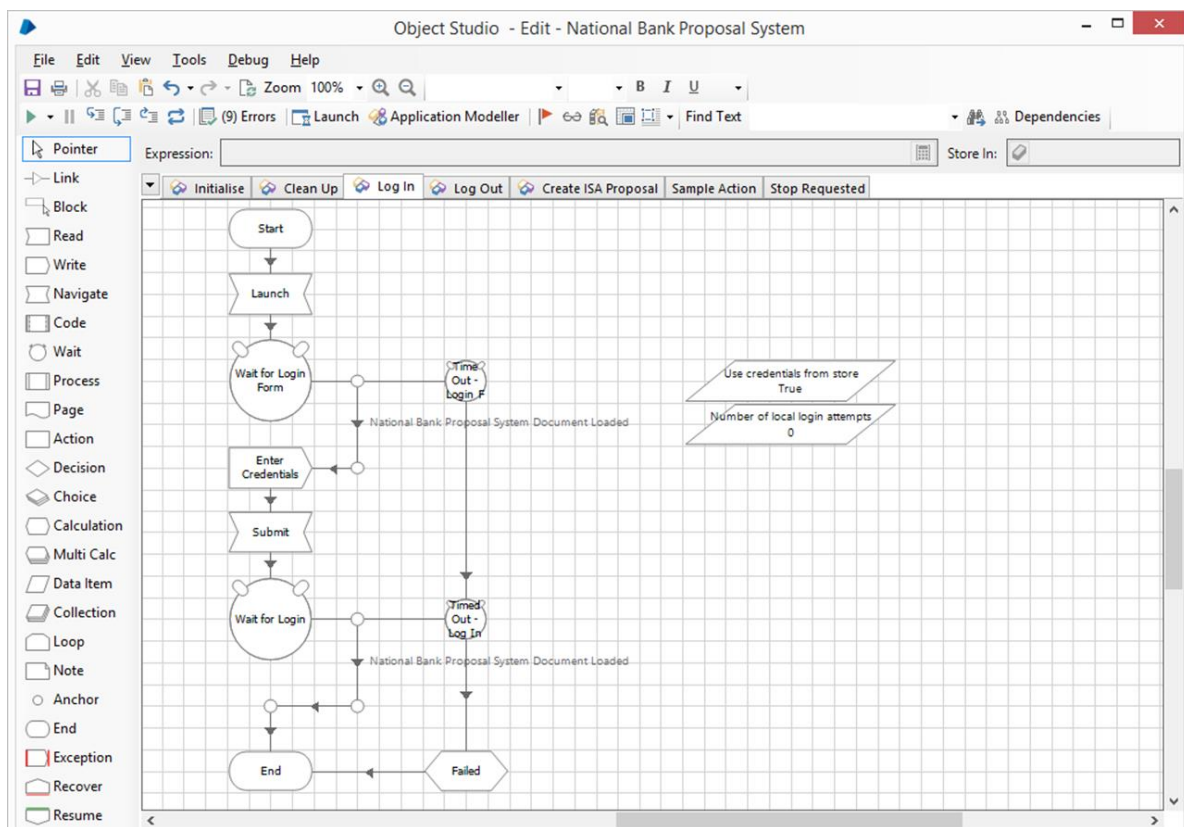 Object Studio - Edit - National Bank Proposal System
File Edit View Tools Debug Help
Zoom 100% B I U
(9) Errors Launch Application Modeller Find Text Dependencies
Pointer
Expression: Store In:
Link
Initialise Clean Up Log In Log Out Create ISA Proposal Sample Action Stop Requested
Block
Read
Write
Navigate
Code
Wait
Process
Page
Action
Decision
Choice
Calculation
Multi Calc
Data Item
Collection
Loop
Note
Anchor
End
Exception
Recover
Resume
Start
Launch
Wait for Login
Form
Time
Out -
Login F
National Bank Proposal System Document Loaded
Enter
Credentials
Submit
Wait for Login
Timed
Out -
Log In
National Bank Proposal System Document Loaded
End
Failed
Use credentials from store
True
Number of local login attempts
0